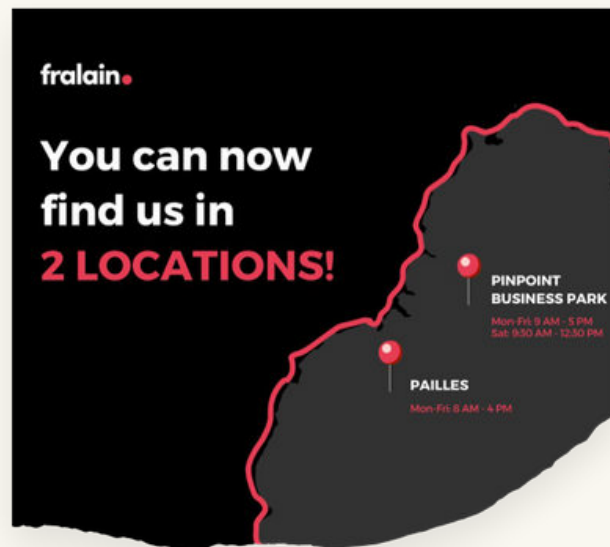 fralain.
You can now
find us in
2 LOCATIONS!
PINPOINT
BUSINESS PARK
Mon-Fri: 9 AM - 5 PM
Sat: 9:30 AM - 12:30 PM
PAILLES
Mon-Fri: 8 AM - 4 PM